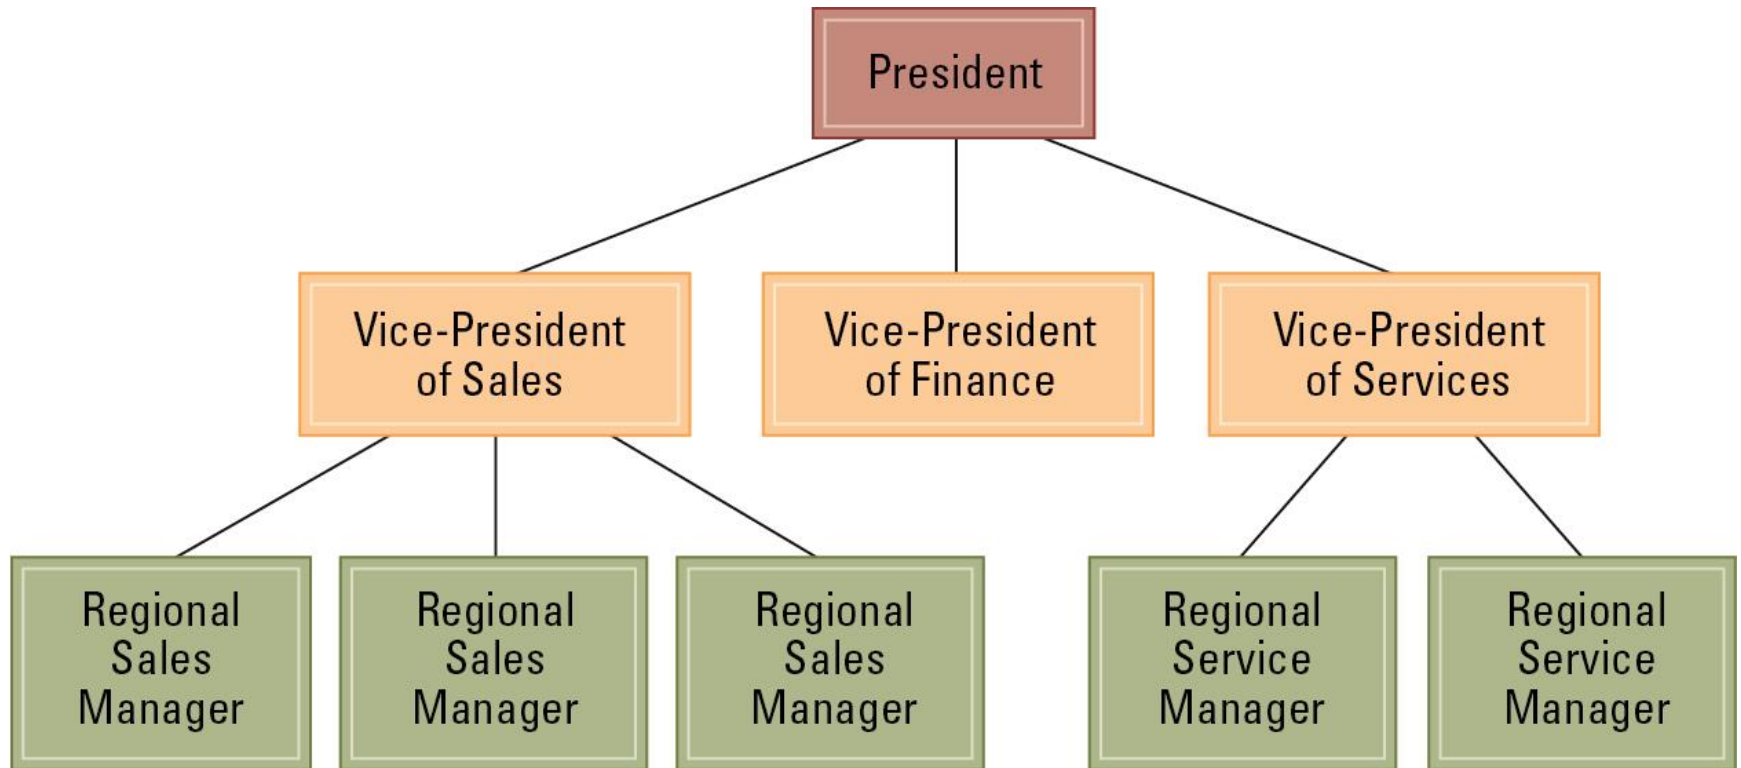 President
Vice-President
of Sales
Vice-President
of Finance
Vice-President
of Services
Regional
Sales
Manager
Regional
Sales
Manager
Regional
Sales
Manager
Regional
Service
Manager
Regional
Service
Manager